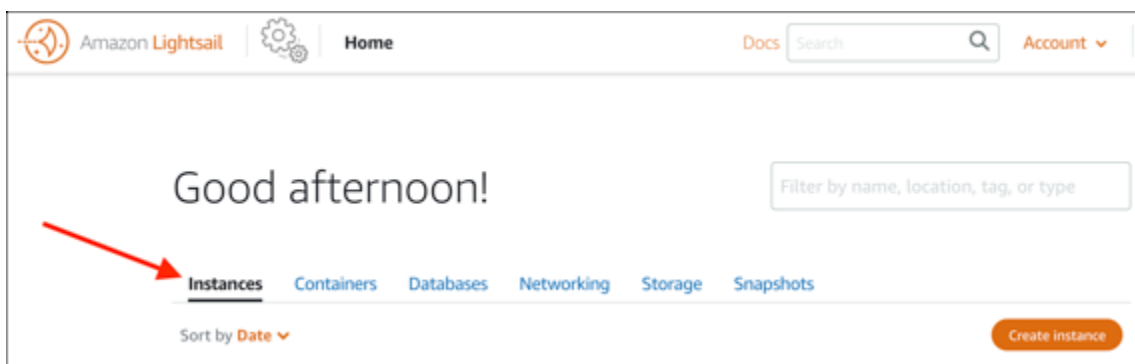 Amazon Lightsail Home Docs Search Account
Good afternoon!
Filter by name, location, tag, or type
Instances Containers Databases Networking Storage Snapshots
Sort by Date Create instance